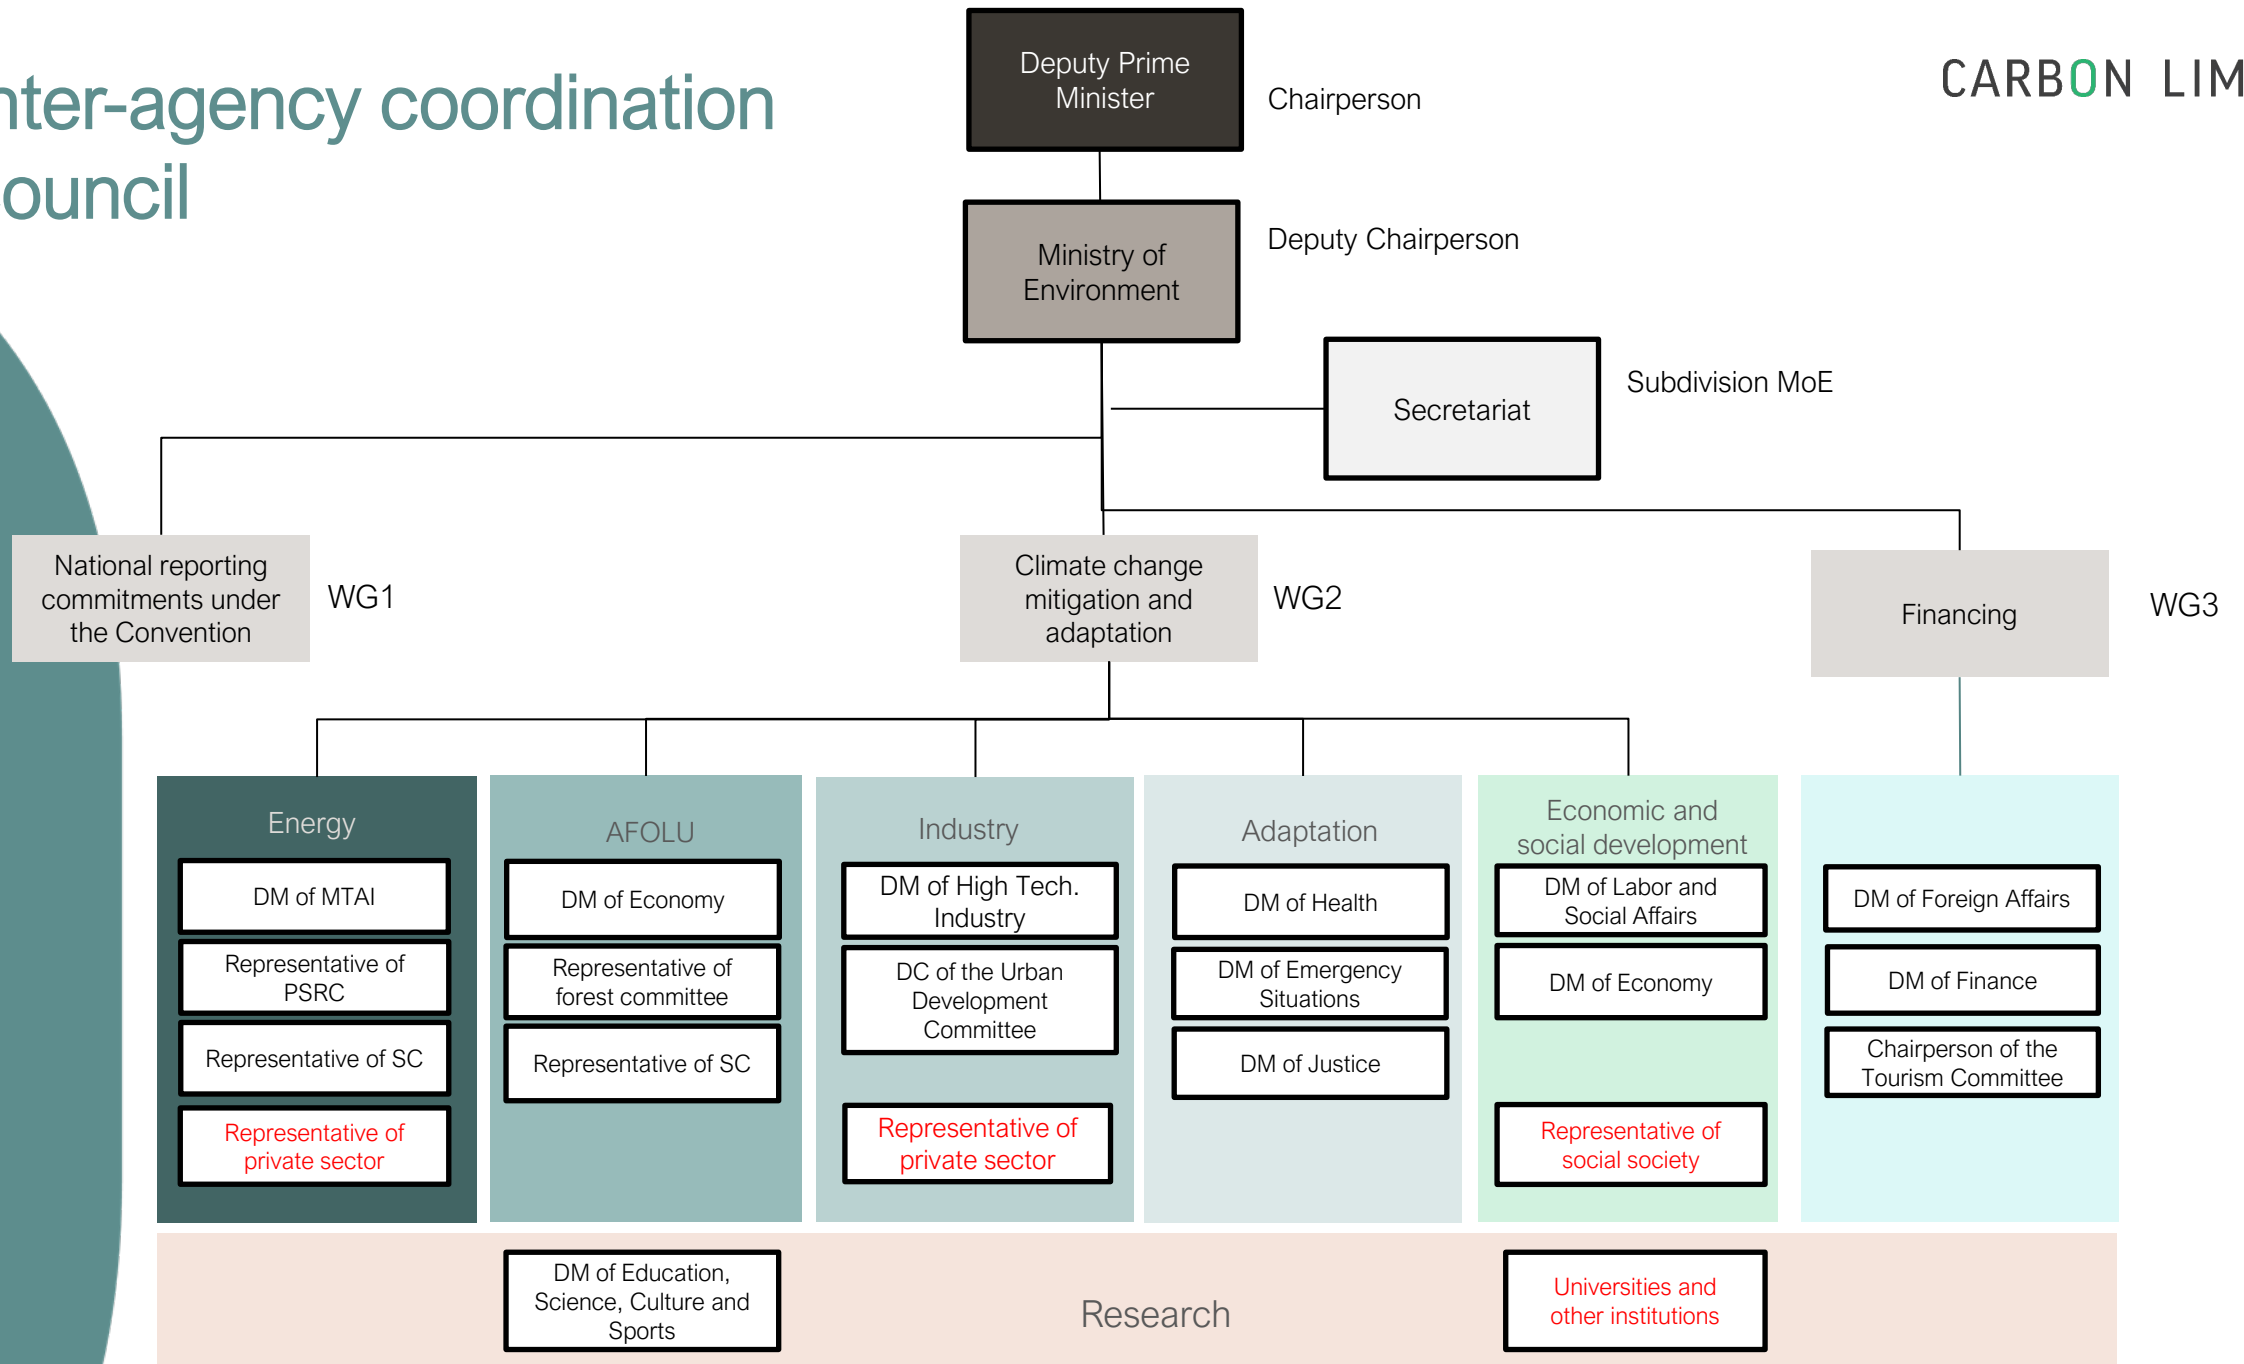 Deputy Prime
Minister
Chairperson
CARBON LIM
nter-agency coordination
ouncil
Ministry of
Environment
Deputy Chairperson
Secretariat
Subdivision MoE
National reporting
commitments under
the Convention
WG1
Climate change
mitigation and
adaptation
WG2
Financing
WG3
Energy
DM of MTAI
Representative of
PSRC
Representative of SC
Representative of
private sector
AFOLU
DM of Economy
Representative of
forest committee
Representative of SC
Industry
DM of High Tech.
Industry
DC of the Urban
Development
Committee
Representative of
private sector
Adaptation
DM of Health
DM of Emergency
Situations
DM of Justice
Economic and
social development
DM of Labor and
Social Affairs
DM of Economy
Representative of
social society
DM of Foreign Affairs
DM of Finance
Chairperson of the
Tourism Committee
DM of Education,
Science, Culture and
Sports
Research
Universities and
other institutions